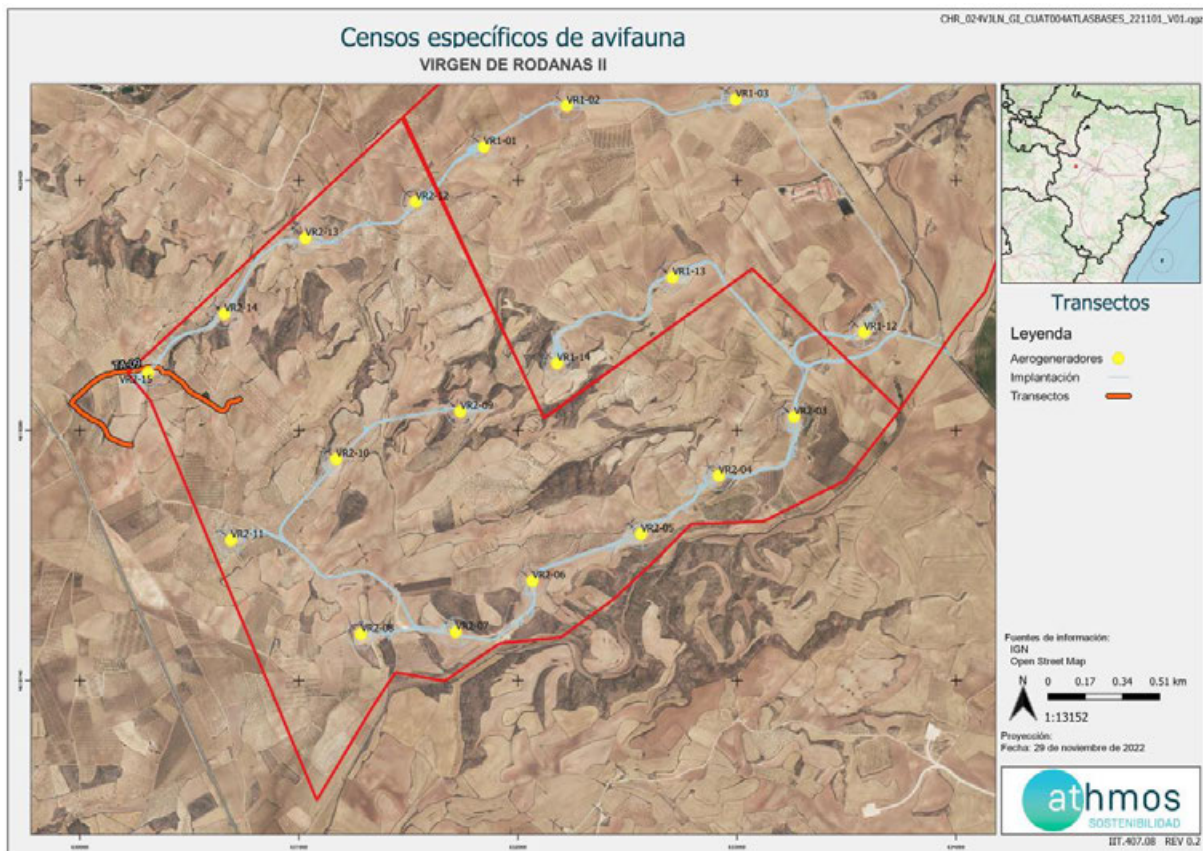 CHR_024VJLN_GI_CUAT004ATLASBASES_221101_V01.qgz
Censos específicos de avifauna
VIRGEN DE RODANAS II
VR1-02
VR1-03
VR1-01
VR2-12
VR2-13
VR1-13
VR2-14
VR1-12
VR1-14
TA-02
VR2-15
VR2-09
VR2-03
VR2-10
VR2-04
VR2-11
VR2-05
VR2-06
VR2-08
VR2-07
Transectos
Leyenda
Aerogeneradores
Implantación
Transectos
Fuentes de información:
IGN
Open Street Map
N 0 0.17 0.34 0.51 km
1:13152
Proyección:
Fecha: 29 de noviembre de 2022
athmos
SOSTENIBILIDAD
IIT.407.08 REV 0.2